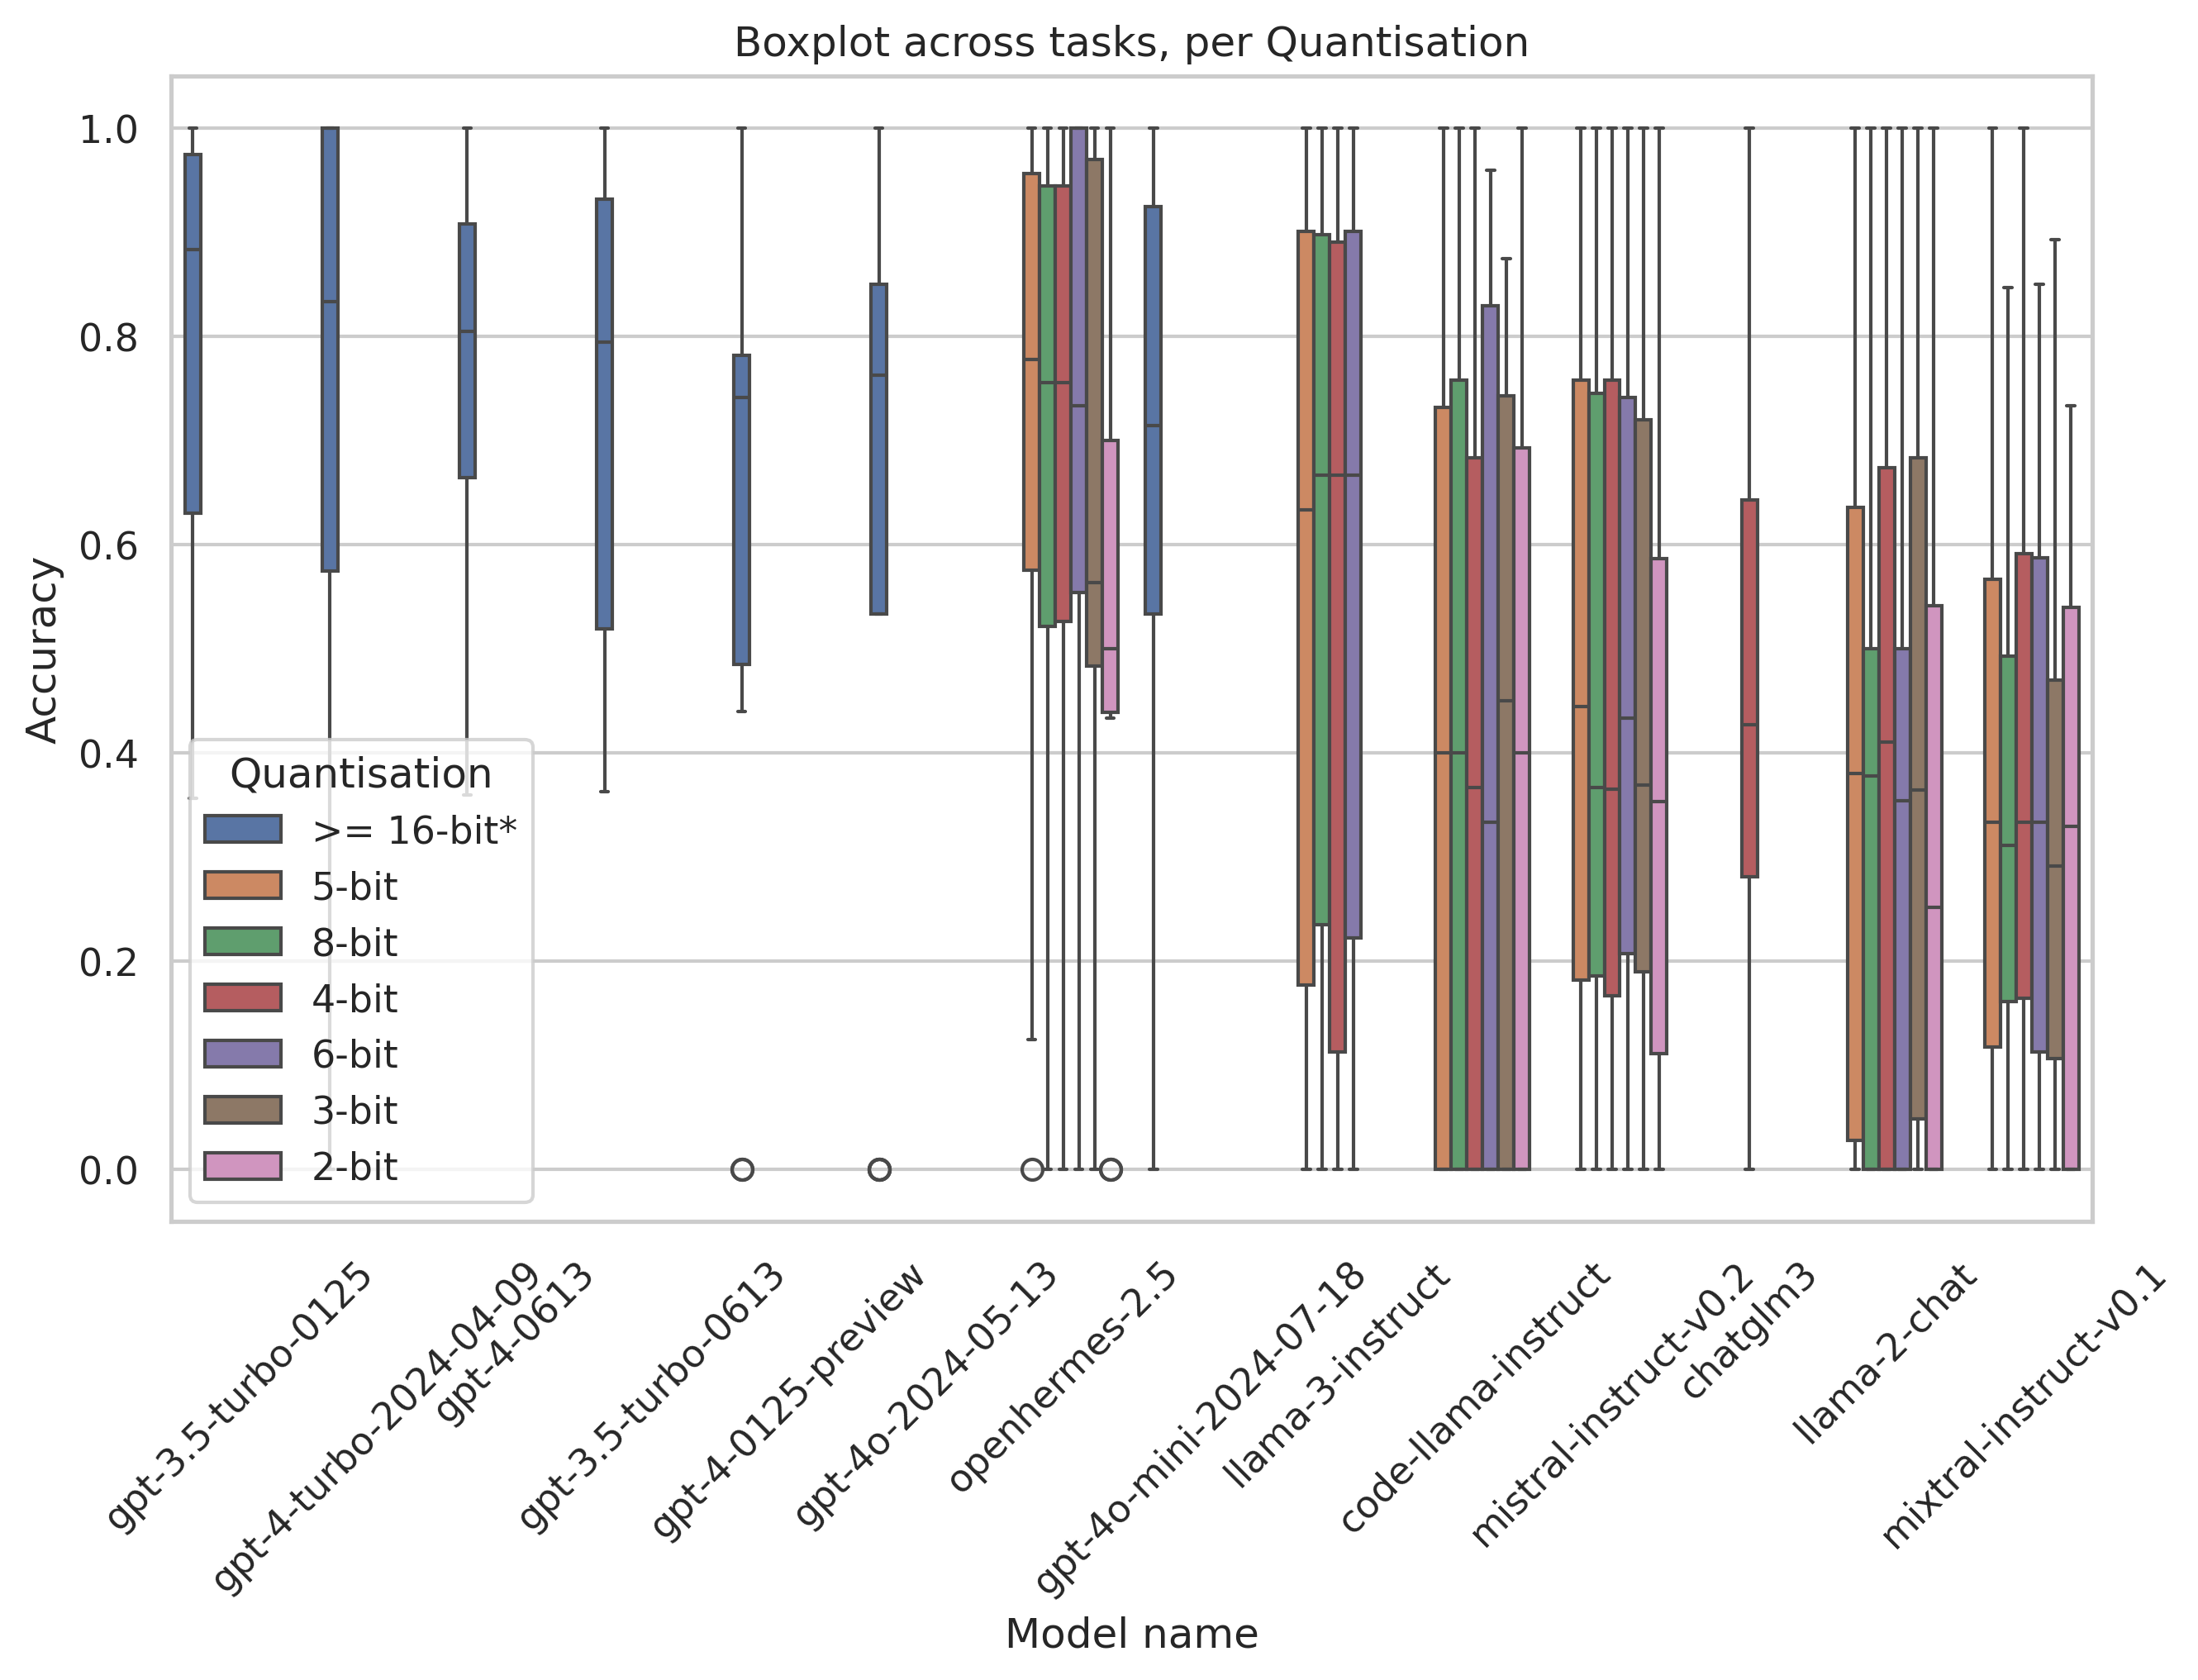 Boxplot across tasks, per Quantisation
Accuracy
1.0
0.8
0.6
0.4
0.2
0.0
Quantisation
>= 16-bit*
5-bit
8-bit
4-bit
6-bit
3-bit
2-bit
gpt-3.5-turbo-0125
gpt-4-turbo-2024-04-09
gpt-4-0613
gpt-3.5-turbo-0613
gpt-4-0125-preview
gpt-4o-2024-05-13
openhermes-2.5
gpt-4o-mini-2024-07-18
llama-3-instruct
code-llama-instruct
mistral-instruct-v0.2
chatglm3
llama-2-chat
mixtral-instruct-v0.1
Model name